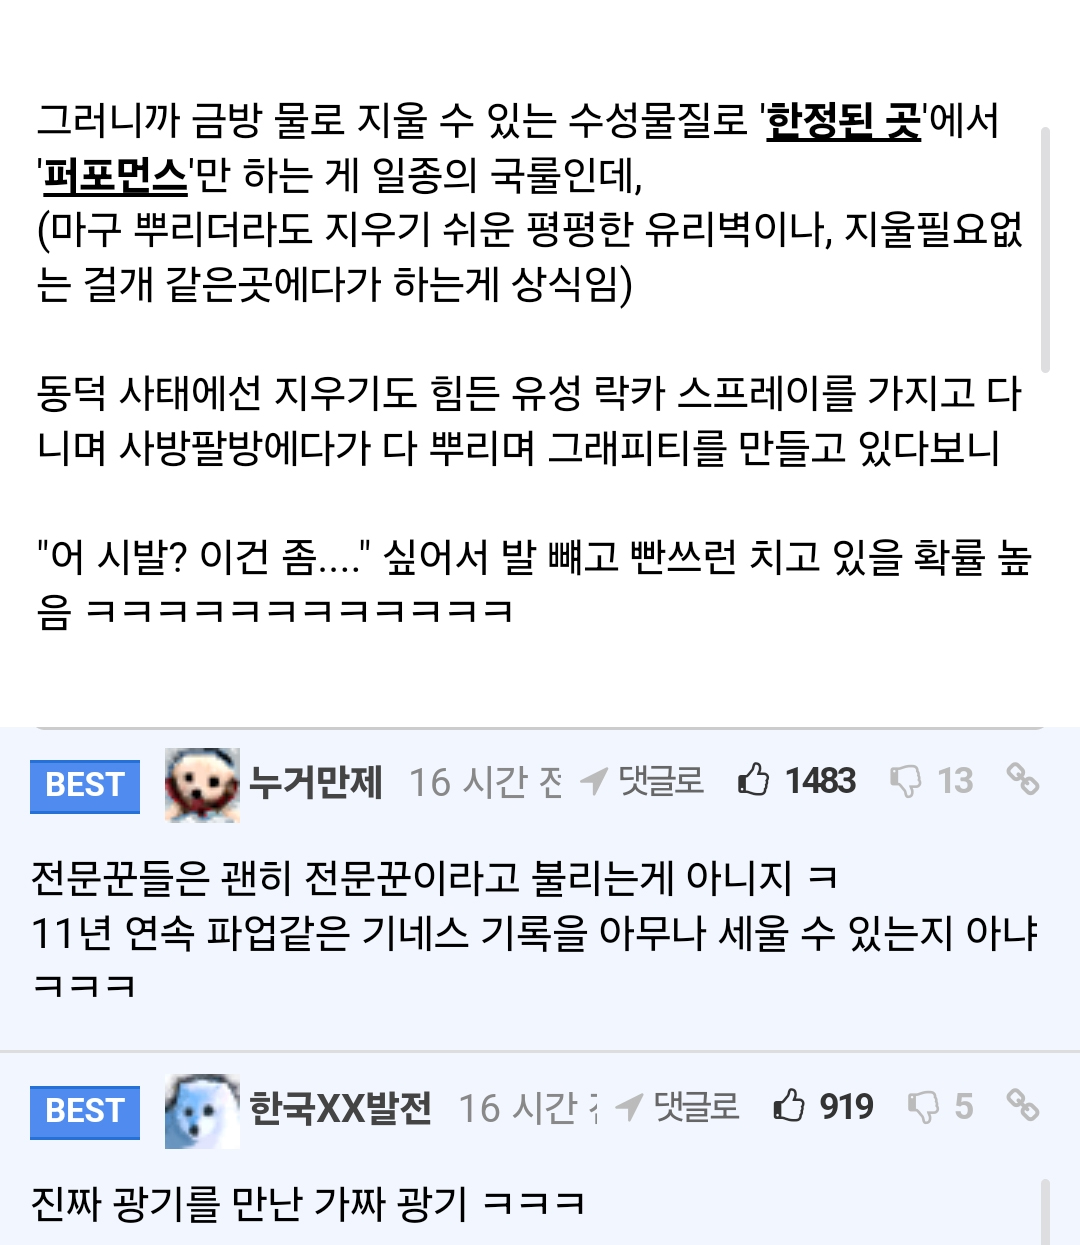 그러니까 금방 물로 지울 수 있는 수성물질로 '한정된 곳'에서
'퍼포먼스'만 하는 게 일종의 국룰인데,
(마구 뿌리더라도 지우기 쉬운 평평한 유리벽이나, 지울필요없
는 걸개 같은곳에다가 하는게 상식임)
동덕 사태에선 지우기도 힘든 유성 락카 스프레이를 가지고 다
니며 사방팔방에다가 다 뿌리며 그래피티를 만들고 있다보니
"어 시발? 이건 좀...." 싶어서 발 뺴고 빤쓰런 치고 있을 확률 높
음 ㅋㅋㅋㅋㅋㅋㅋㅋㅋㅋㅋㅋ
BEST 누거만제 16 시간 전 댓글로 1483 13
전문꾼들은 괜히 전문꾼이라고 불리는게 아니지 ㅋ
11년 연속 파업같은 기네스 기록을 아무나 세울 수 있는지 아냐
ㅋㅋㅋ
BEST 한국XX발전 16 시간 댓글로 919 5
진짜 광기를 만난 가짜 광기 ㅋㅋㅋ